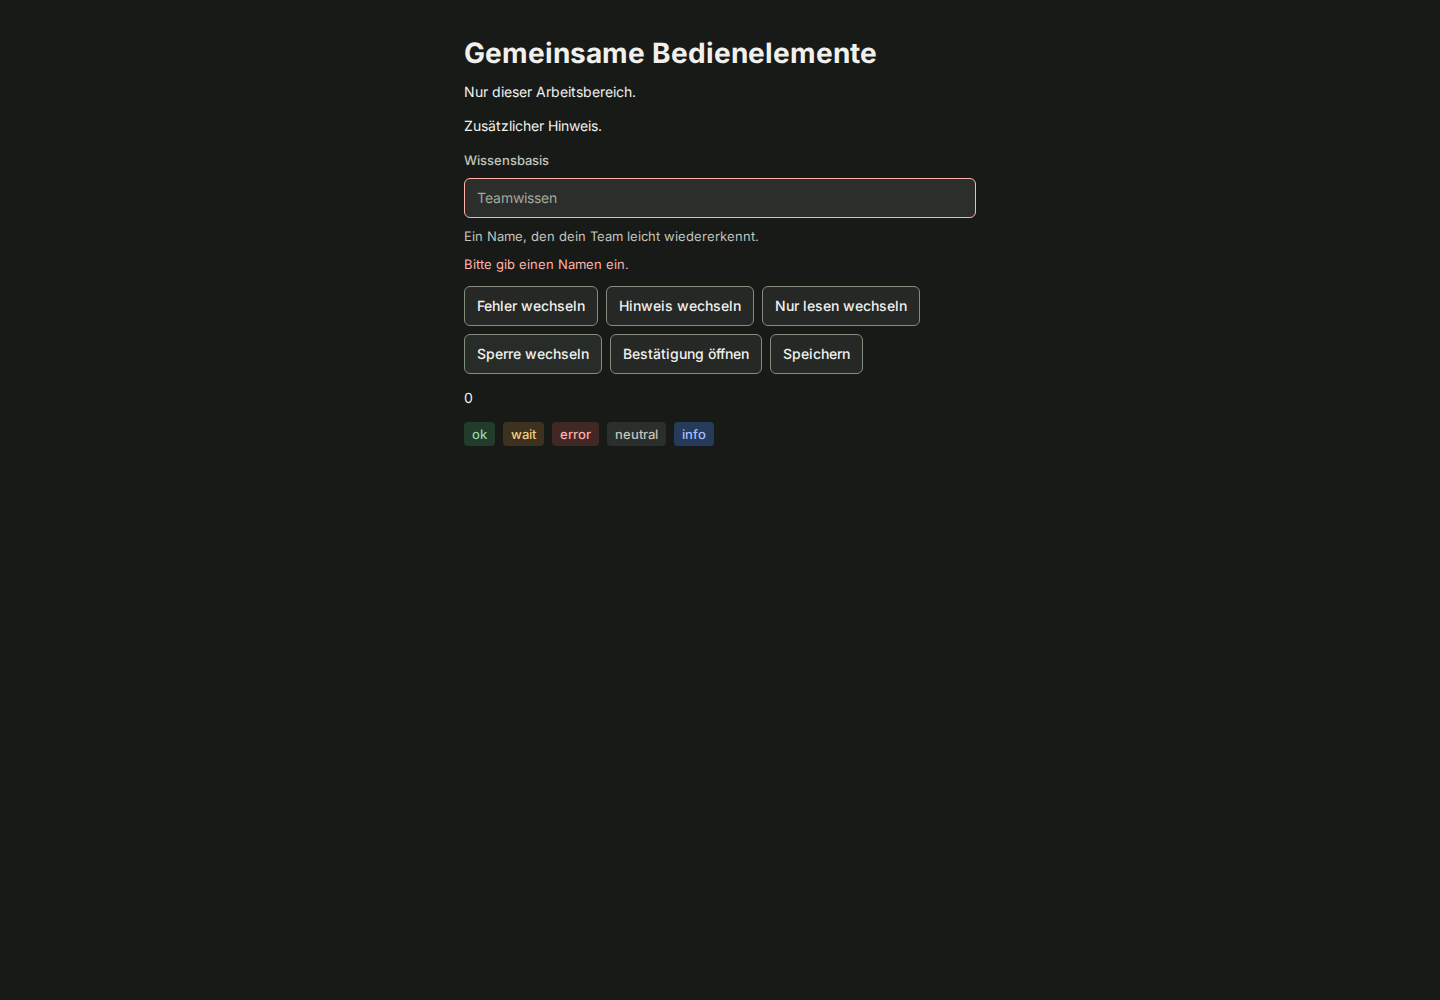 Gemeinsame Bedienelemente
Nur dieser Arbeitsbereich.
Zusätzlicher Hinweis.
Wissensbasis
Teamwissen
Ein Name, den dein Team leicht wiedererkennt.
Bitte gib einen Namen ein.
Fehler wechseln Hinweis wechseln Nur lesen wechseln
Sperre wechseln Bestätigung öffnen Speichern
0
ok wait error neutral info